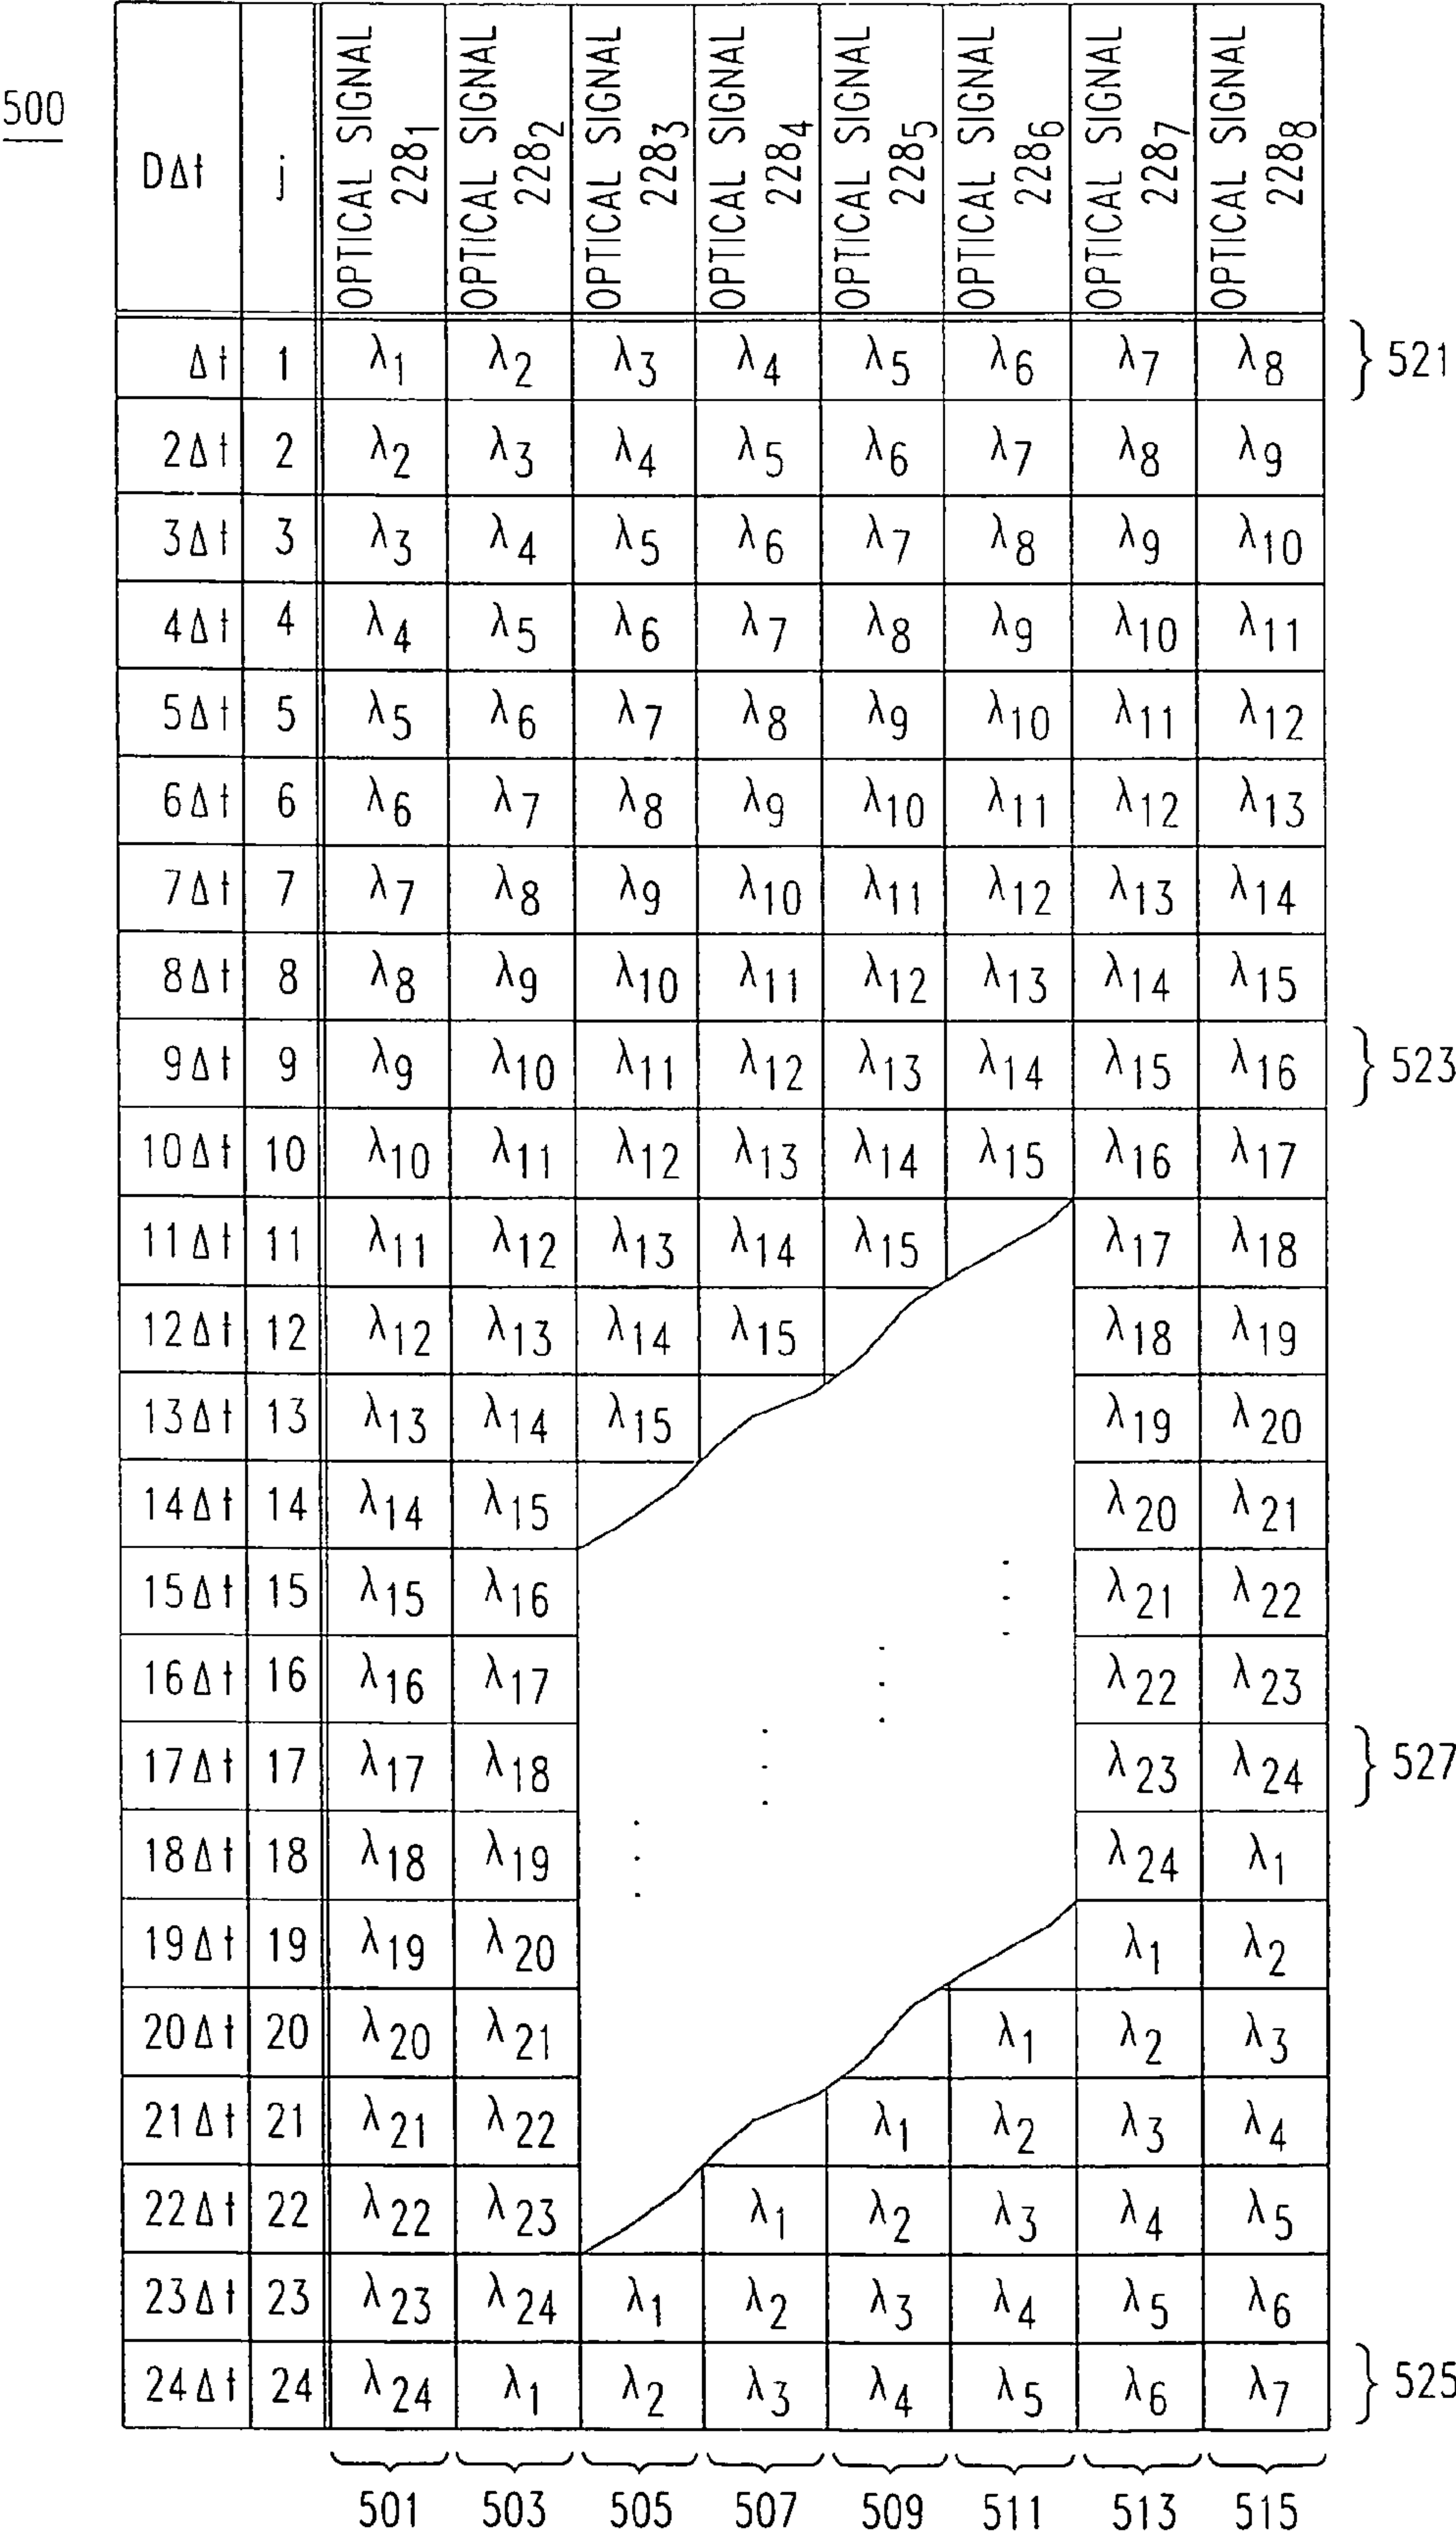 500
DΔt j OPTICAL SIGNAL 228₁ OPTICAL SIGNAL 228₂ OPTICAL SIGNAL 228₃ OPTICAL SIGNAL 228₄ OPTICAL SIGNAL 228₅ OPTICAL SIGNAL 228₆ OPTICAL SIGNAL 228₇ OPTICAL SIGNAL 228₈
Δt 1 λ₁ λ₂ λ₃ λ₄ λ₅ λ₆ λ₇ λ₈ } 521
2Δt 2 λ₂ λ₃ λ₄ λ₅ λ₆ λ₇ λ₈ λ₉
3Δt 3 λ₃ λ₄ λ₅ λ₆ λ₇ λ₈ λ₉ λ₁₀
4Δt 4 λ₄ λ₅ λ₆ λ₇ λ₈ λ₉ λ₁₀ λ₁₁
5Δt 5 λ₅ λ₆ λ₇ λ₈ λ₉ λ₁₀ λ₁₁ λ₁₂
6Δt 6 λ₆ λ₇ λ₈ λ₉ λ₁₀ λ₁₁ λ₁₂ λ₁₃
7Δt 7 λ₇ λ₈ λ₉ λ₁₀ λ₁₁ λ₁₂ λ₁₃ λ₁₄
8Δt 8 λ₈ λ₉ λ₁₀ λ₁₁ λ₁₂ λ₁₃ λ₁₄ λ₁₅
9Δt 9 λ₉ λ₁₀ λ₁₁ λ₁₂ λ₁₃ λ₁₄ λ₁₅ λ₁₆ } 523
10Δt 10 λ₁₀ λ₁₁ λ₁₂ λ₁₃ λ₁₄ λ₁₅ λ₁₆ λ₁₇
11Δt 11 λ₁₁ λ₁₂ λ₁₃ λ₁₄ λ₁₅ λ₁₇ λ₁₈
12Δt 12 λ₁₂ λ₁₃ λ₁₄ λ₁₅ λ₁₈ λ₁₉
13Δt 13 λ₁₃ λ₁₄ λ₁₅ λ₁₉ λ₂₀
14Δt 14 λ₁₄ λ₁₅ λ₂₀ λ₂₁
15Δt 15 λ₁₅ λ₁₆ ⋮ λ₂₁ λ₂₂
16Δt 16 λ₁₆ λ₁₇ ⋮ λ₂₂ λ₂₃
17Δt 17 λ₁₇ λ₁₈ ⋮ λ₂₃ λ₂₄ } 527
18Δt 18 λ₁₈ λ₁₉ ⋮ λ₂₄ λ₁
19Δt 19 λ₁₉ λ₂₀ λ₁ λ₂
20Δt 20 λ₂₀ λ₂₁ λ₁ λ₂ λ₃
21Δt 21 λ₂₁ λ₂₂ λ₁ λ₂ λ₃ λ₄
22Δt 22 λ₂₂ λ₂₃ λ₁ λ₂ λ₃ λ₄ λ₅
23Δt 23 λ₂₃ λ₂₄ λ₁ λ₂ λ₃ λ₄ λ₅ λ₆
24Δt 24 λ₂₄ λ₁ λ₂ λ₃ λ₄ λ₅ λ₆ λ₇ } 525
501 503 505 507 509 511 513 515